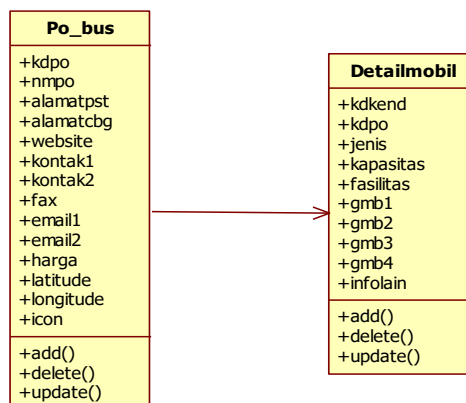 Po_bus
+kdpo
+nmpo
+alamatpst
+alamatcbg
+website
+kontak1
+kontak2
+fax
+email1
+email2
+harga
+latitude
+longitude
+icon
+add()
+delete()
+update()
Detailmobil
+kdkend
+kdpo
+jenis
+kapasitas
+fasilitas
+gmb1
+gmb2
+gmb3
+gmb4
+infolain
+add()
+delete()
+update()